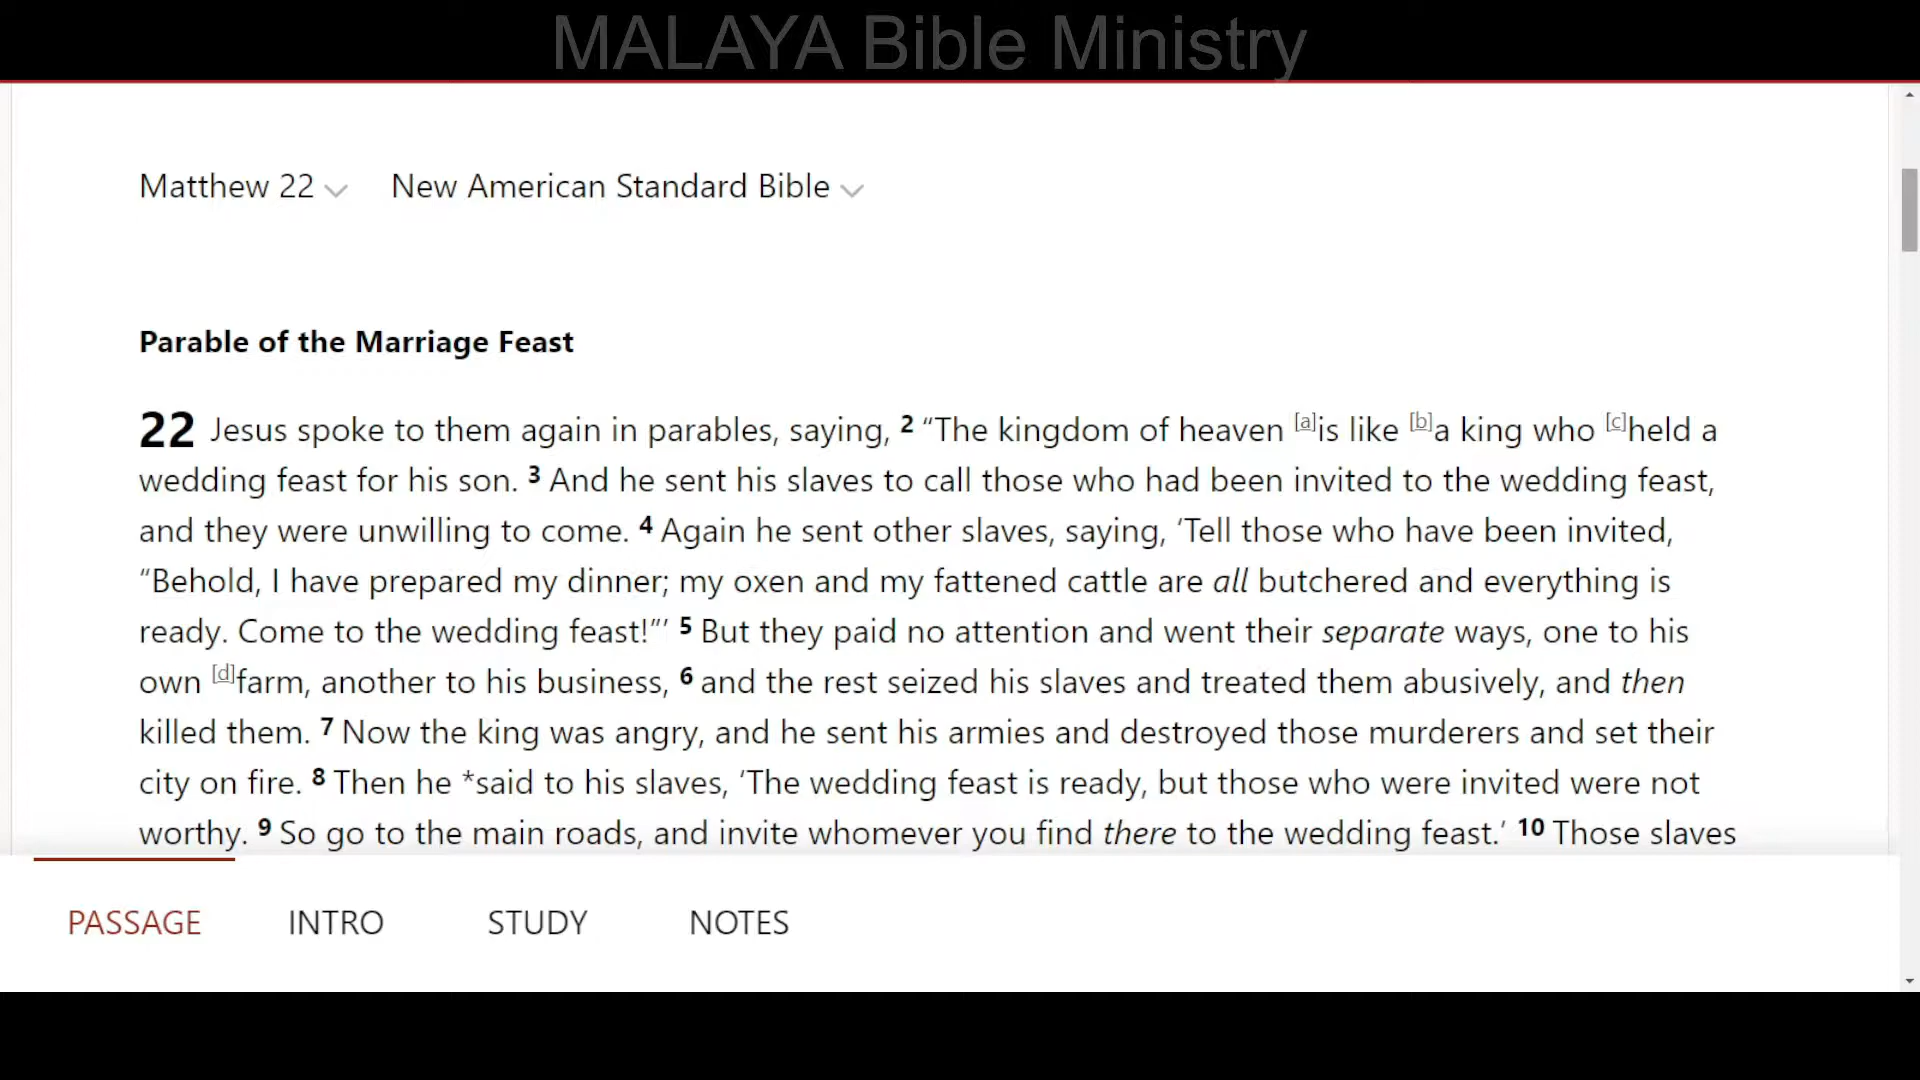 MALAYA Bible Ministry
Matthew 22 New American Standard Bible
Parable of the Marriage Feast
22 Jesus spoke to them again in parables, saying, 2 “The kingdom of heaven [a]is like [b]a king who [c]held a
wedding feast for his son. 3 And he sent his slaves to call those who had been invited to the wedding feast,
and they were unwilling to come. 4 Again he sent other slaves, saying, ‘Tell those who have been invited,
“Behold, I have prepared my dinner; my oxen and my fattened cattle are all butchered and everything is
ready. Come to the wedding feast!”’ 5 But they paid no attention and went their separate ways, one to his
own [d]farm, another to his business, 6 and the rest seized his slaves and treated them abusively, and then
killed them. 7 Now the king was angry, and he sent his armies and destroyed those murderers and set their
city on fire. 8 Then he *said to his slaves, ‘The wedding feast is ready, but those who were invited were not
worthy. 9 So go to the main roads, and invite whomever you find there to the wedding feast.’ 10 Those slaves
PASSAGE INTRO STUDY NOTES